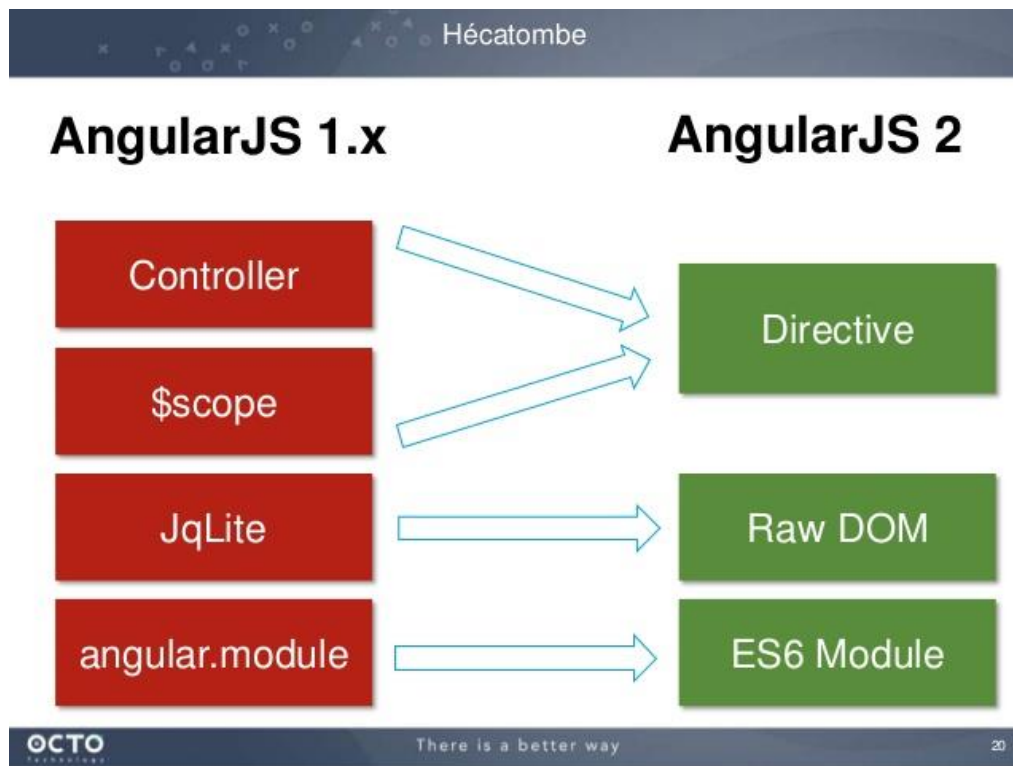 Hécatombe
AngularJS 1.x
AngularJS 2
Controller
$scope
JqLite
angular.module
Directive
Raw DOM
ES6 Module
OCTO
Technology
There is a better way
20